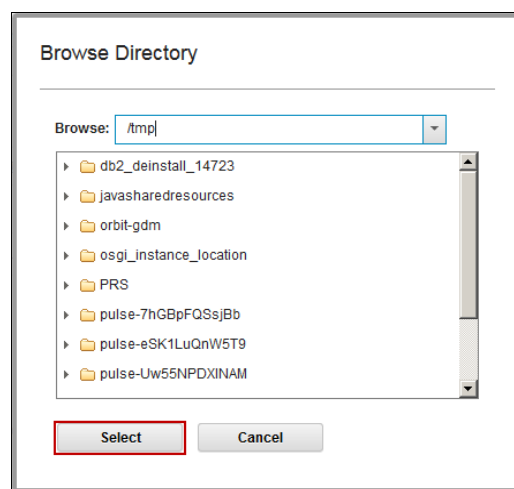 Browse Directory
Browse: /tmp
db2_deinstall_14723
javasharedresources
orbit-gdm
osgi_instance_location
PRS
pulse-7hGBpFQSsjBb
pulse-eSK1LuQnW5T9
pulse-Uw55NPDXINAM
Select Cancel